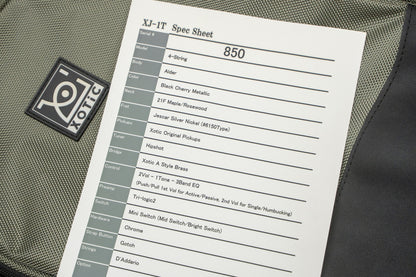 XJ-1T Spec Sheet
Serial # 850
Model 4-String
Body Alder
Color Black Cherry Metallic
Neck 21F Maple/Rosewood
Fret Jescar Silver Nickel (#6150Type)
Pickups Xotic Original Pickups
Tuner Hipshot
Bridge Xotic A Style Brass
Control 2Vol - 1Tone - 3Band EQ
(Push/Pull 1st Vol for Active/Passive, 2nd Vol for Single/Humbucking)
Preamp Tri-logic2
Switch Mini Switch (Mid Switch/Bright Switch)
Hardware Chrome
Strap Button Gotoh
Strings D'Addario
Option
XOTIC